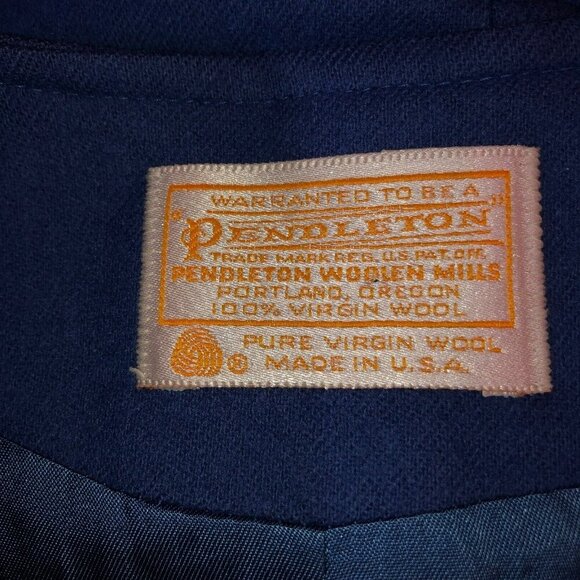 WARRANTED TO BE A
"PENDLETON"
TRADE MARK REG. U.S. PAT. OFF.
PENDLETON WOOLEN MILLS
PORTLAND, OREGON
100% VIRGIN WOOL
® PURE VIRGIN WOOL
MADE IN U.S.A.